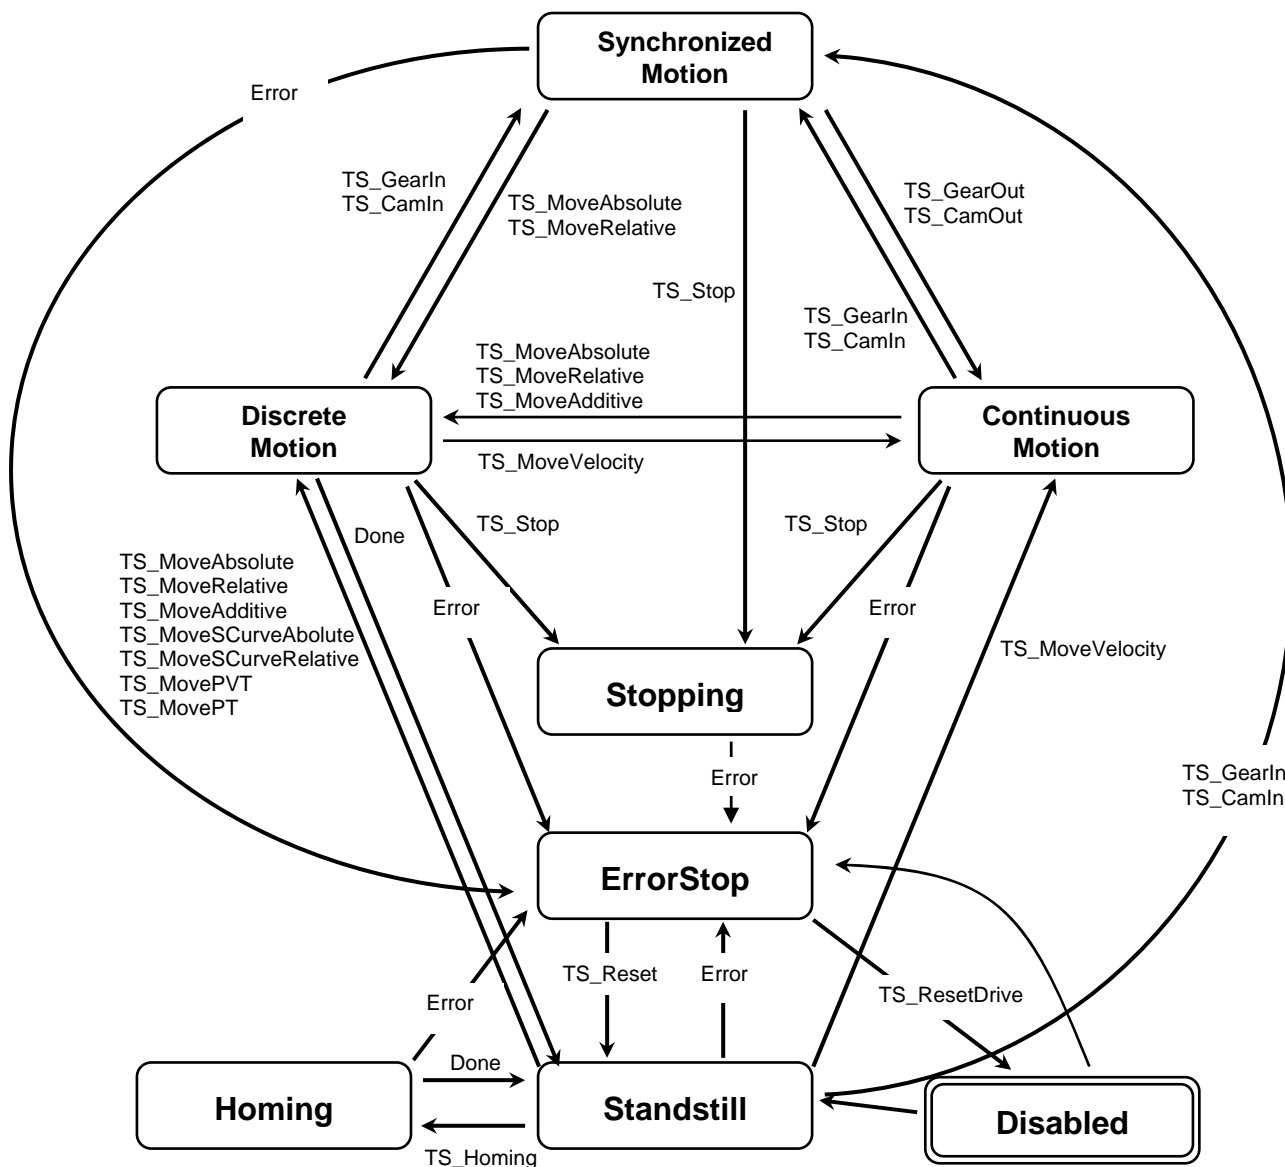 Synchronized
Motion
Error
TS_GearIn
TS_CamIn
TS_MoveAbsolute
TS_MoveRelative
TS_GearOut
TS_CamOut
TS_Stop
TS_GearIn
TS_CamIn
TS_MoveAbsolute
TS_MoveRelative
TS_MoveAdditive
Discrete
Motion
Continuous
Motion
TS_MoveVelocity
Done
TS_Stop
TS_Stop
TS_MoveAbsolute
TS_MoveRelative
TS_MoveAdditive
TS_MoveSCurveAbolute
TS_MoveSCurveRelative
TS_MovePVT
TS_MovePT
Error
Error
TS_MoveVelocity
Stopping
Error
TS_GearIn
TS_CamIn
ErrorStop
TS_Reset
Error
TS_ResetDrive
Error
Done
Homing
Standstill
Disabled
TS_Homing